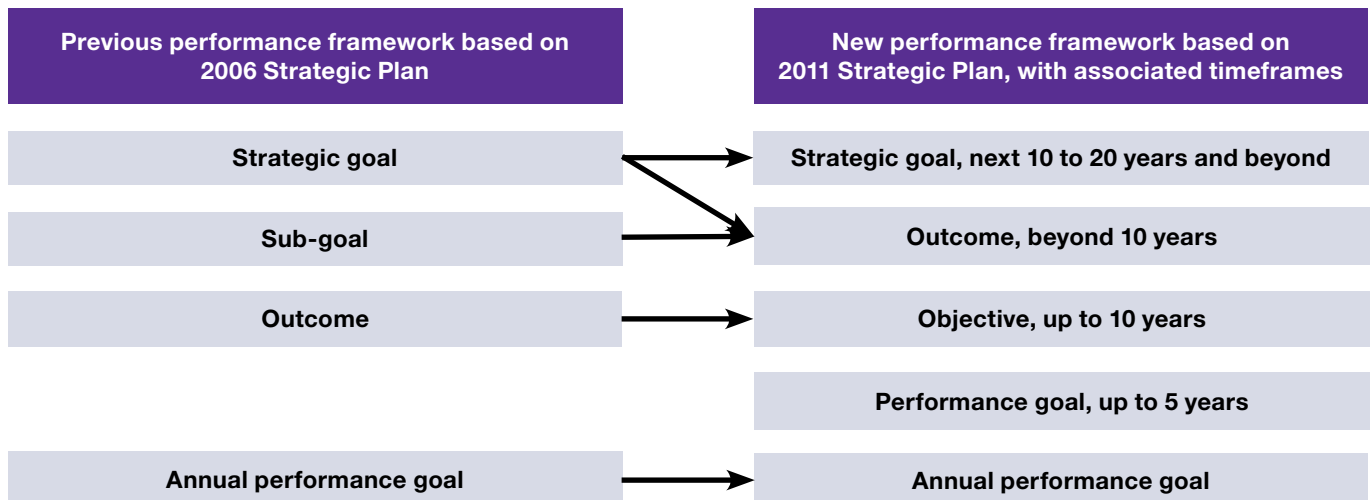 Previous performance framework based on
2006 Strategic Plan
New performance framework based on
2011 Strategic Plan, with associated timeframes
Strategic goal
Strategic goal, next 10 to 20 years and beyond
Sub-goal
Outcome, beyond 10 years
Outcome
Objective, up to 10 years
Performance goal, up to 5 years
Annual performance goal
Annual performance goal